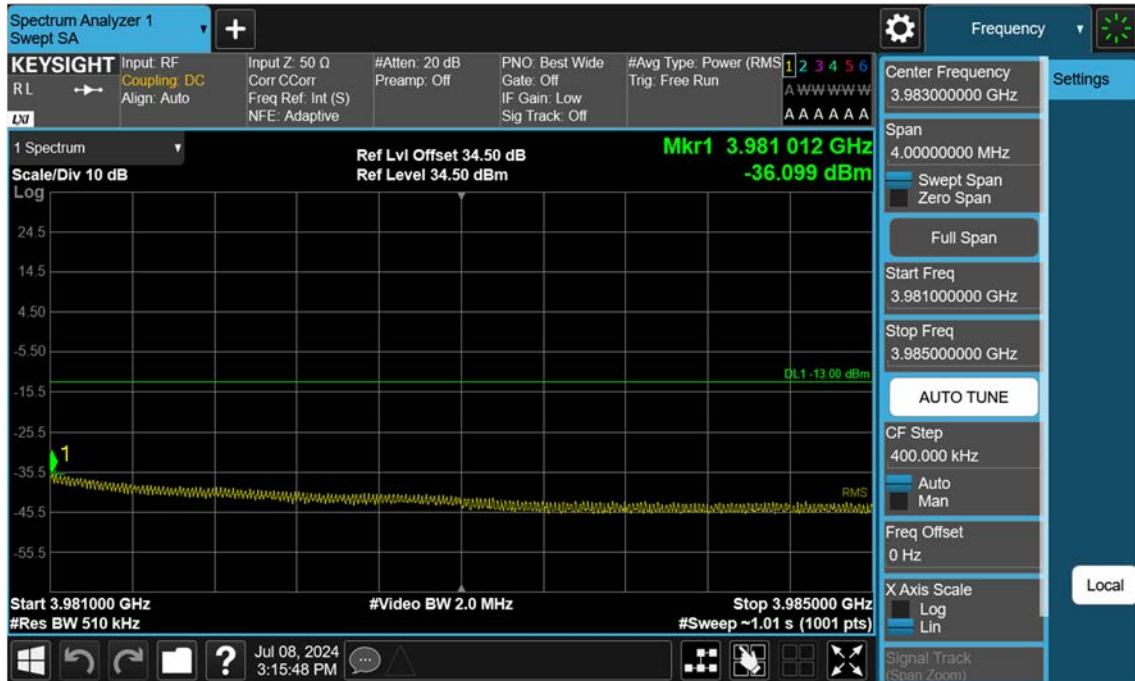 Spectrum Analyzer 1
Swept SA
Frequency
KEYSIGHT
R L
LXI
Input: RF
Coupling: DC
Align: Auto
Input Z: 50 Ω
Corr CCorr
Freq Ref: Int (S)
NFE: Adaptive
#Atten: 20 dB
Preamp: Off
PNO: Best Wide
Gate: Off
IF Gain: Low
Sig Track: Off
#Avg Type: Power (RMS
Trig: Free Run
1 2 3 4 5 6
A W W W W W
A A A A A A
1 Spectrum
Scale/Div 10 dB
Ref Lvl Offset 34.50 dB
Ref Level 34.50 dBm
Mkr1 3.981 012 GHz
-36.099 dBm
Log
24.5
14.5
4.50
-5.50
DL1 -13.00 dBm
-15.5
-25.5
1
-35.5
RMS
-45.5
-55.5
Start 3.981000 GHz
#Video BW 2.0 MHz
Stop 3.985000 GHz
#Res BW 510 kHz
#Sweep ~1.01 s (1001 pts)
Center Frequency
3.983000000 GHz
Settings
Span
4.00000000 MHz
Swept Span
Zero Span
Full Span
Start Freq
3.981000000 GHz
Stop Freq
3.985000000 GHz
AUTO TUNE
CF Step
400.000 kHz
Auto
Man
Freq Offset
0 Hz
X Axis Scale
Log
Lin
Local
Signal Track
(Span Zoom)
?
Jul 08, 2024
3:15:48 PM